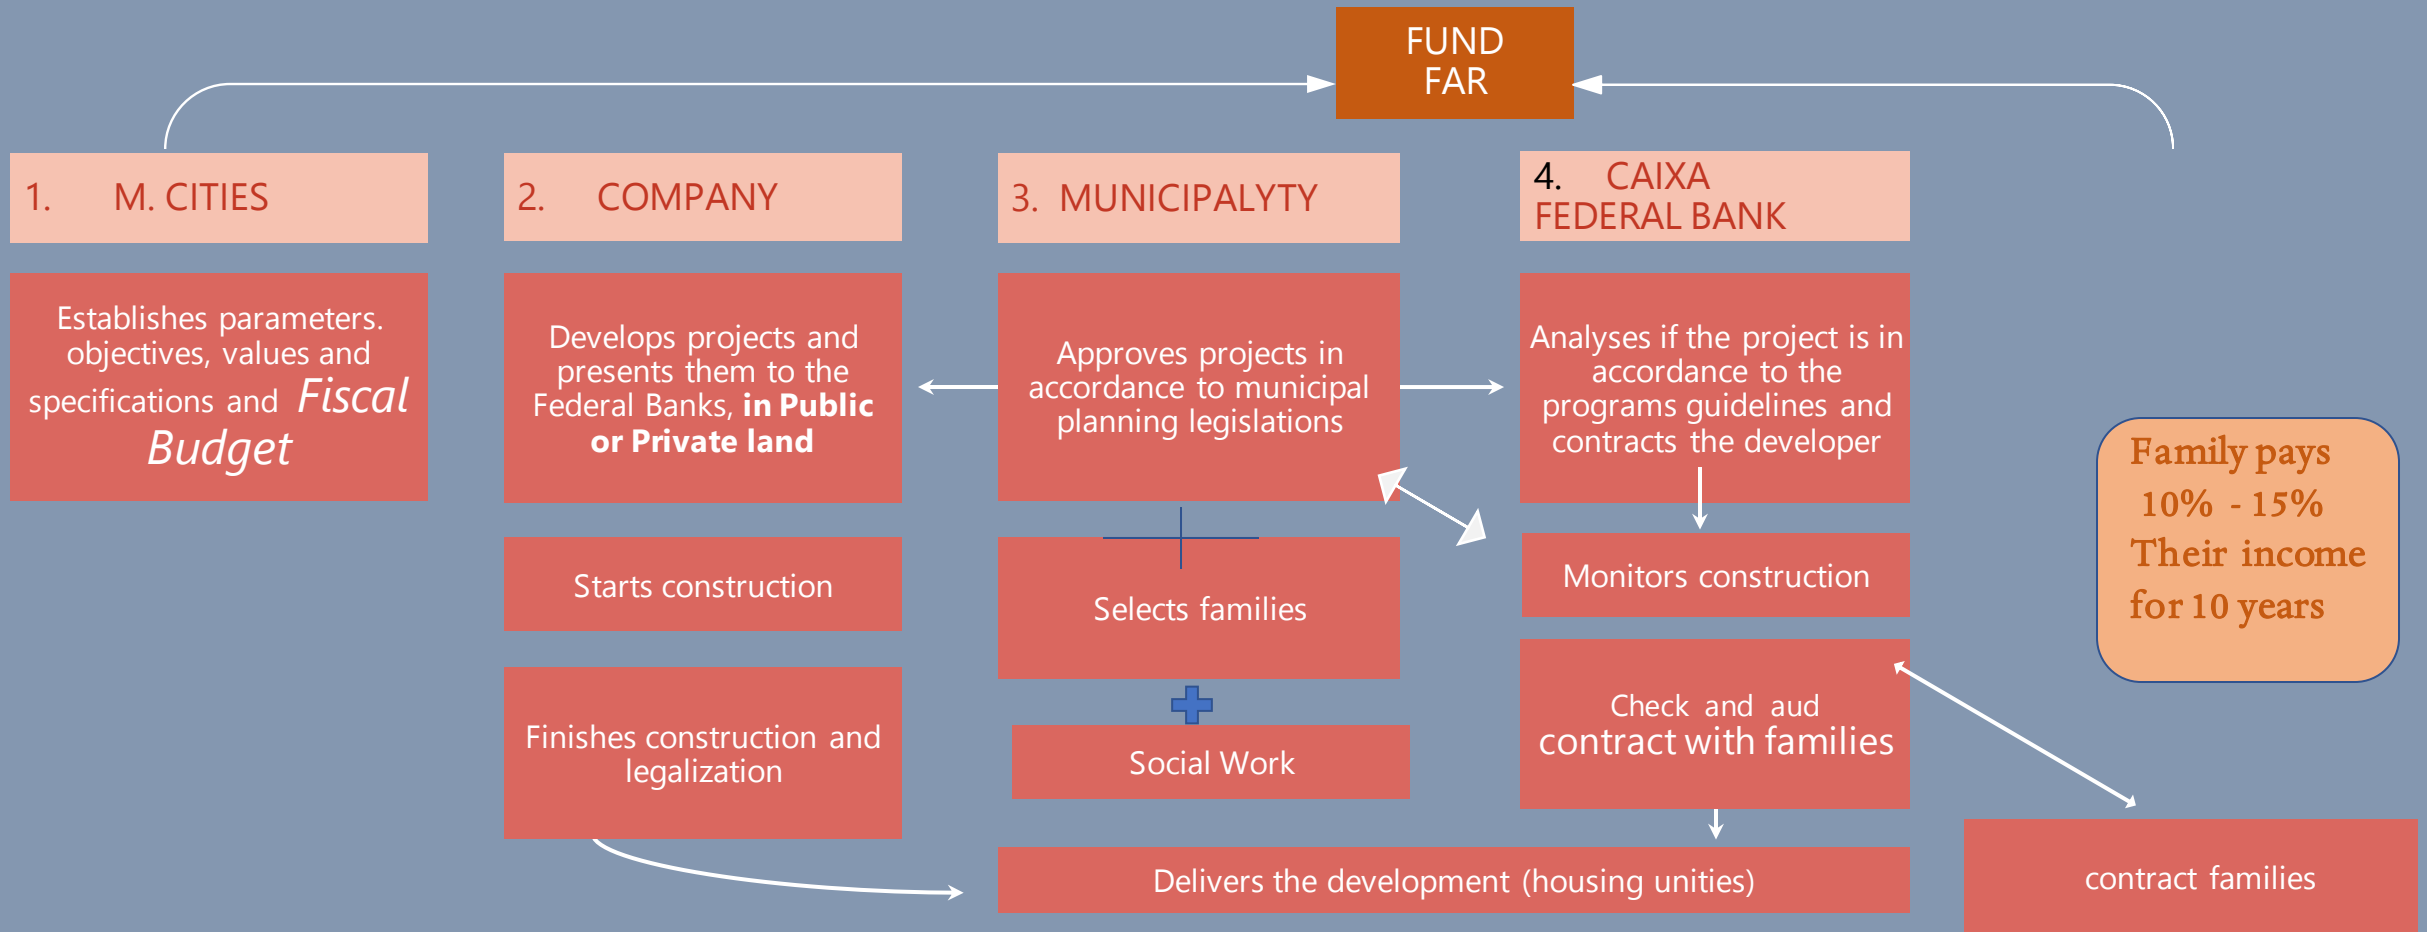 FUND
FAR
1. M. CITIES
2. COMPANY
3. MUNICIPALYTY
4. CAIXA
FEDERAL BANK
Establishes parameters.
objectives, values and
specifications and Fiscal
Budget
Develops projects and
presents them to the
Federal Banks, in Public
or Private land
Approves projects in
accordance to municipal
planning legislations
Analyses if the project is in
accordance to the
programs guidelines and
contracts the developer
Family pays
10% - 15%
Their income
for 10 years
Starts construction
Selects families
Monitors construction
Finishes construction and
legalization
Social Work
Check and aud
contract with families
Delivers the development (housing unities)
contract families